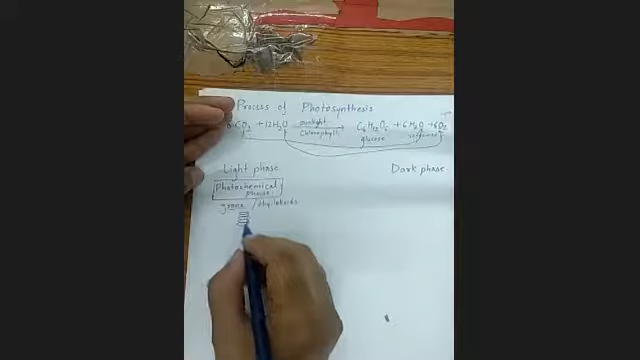 Process of Photosynthesis
6CO2 + 12H2O sunlight Chlorophyll C6H12O6 + 6H2O + 6O2
glucose
Light phase Dark phase
Photochemical
phase
grana / thylakoids